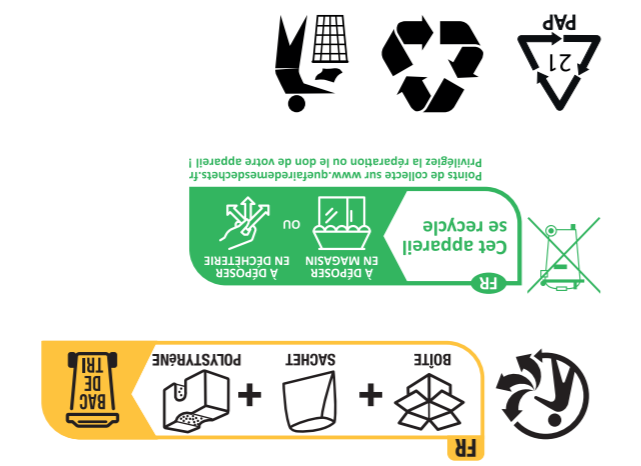 FR
BOÎTE + SACHET + POLYSTYRèNE
BAC
DE
TRI
FR
Cet appareil
se recycle
À DÉPOSER
EN MAGASIN
OU
À DÉPOSER
EN DÉCHÈTERIE
Points de collecte sur www.quefairedemesdechets.fr
Privilégiez la réparation ou le don de votre appareil !
21
PAP